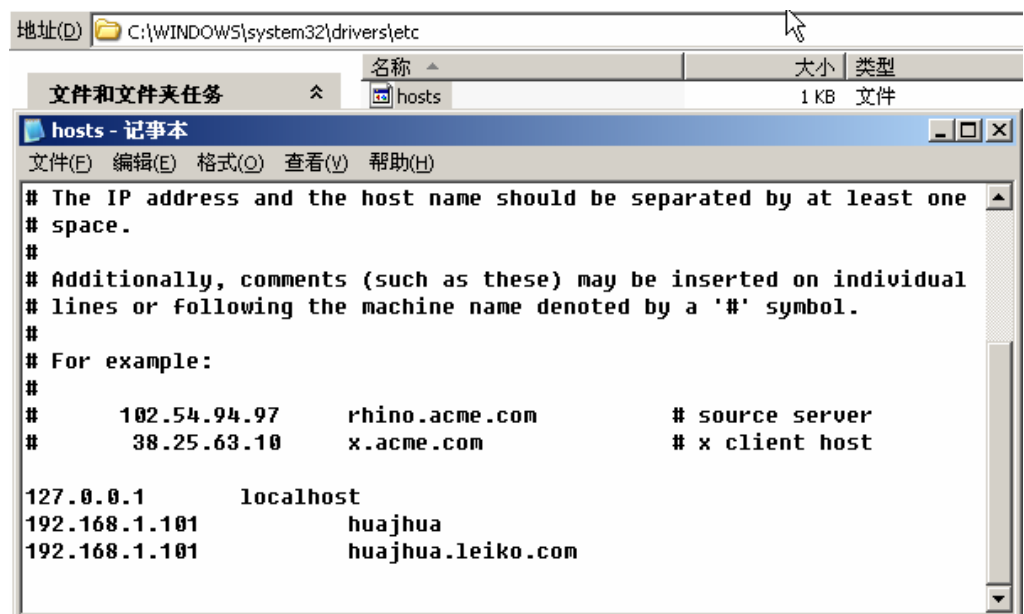 地址(D) C:\WINDOWS\system32\drivers\etc
名称 大小 类型
文件和文件夹任务 hosts 1 KB 文件
hosts - 记事本
文件(F) 编辑(E) 格式(O) 查看(V) 帮助(H)
# The IP address and the host name should be separated by at least one
# space.
#
# Additionally, comments (such as these) may be inserted on individual
# lines or following the machine name denoted by a '#' symbol.
#
# For example:
#
# 102.54.94.97 rhino.acme.com # source server
# 38.25.63.10 x.acme.com # x client host
127.0.0.1 localhost
192.168.1.101 huajhua
192.168.1.101 huajhua.leiko.com